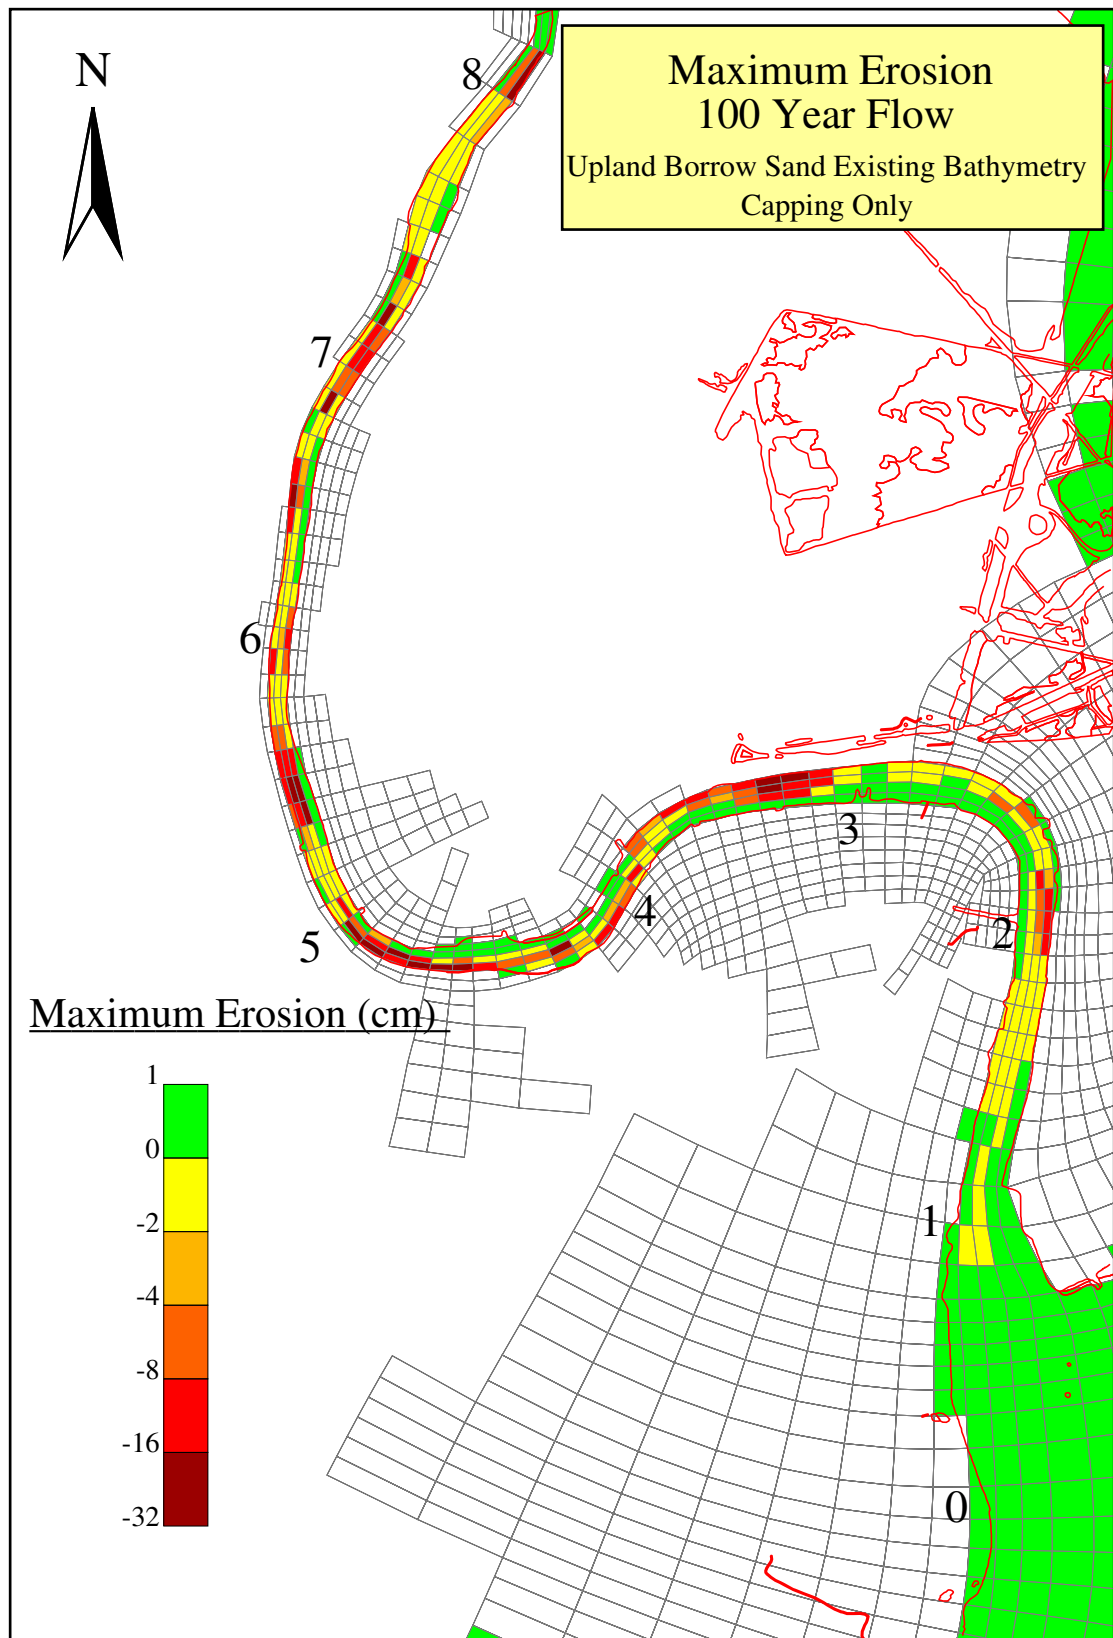 Maximum Erosion
100 Year Flow
Upland Borrow Sand Existing Bathymetry
Capping Only
N
8
7
6
5
4
3
2
1
0
Maximum Erosion (cm)
1
0
-2
-4
-8
-16
-32